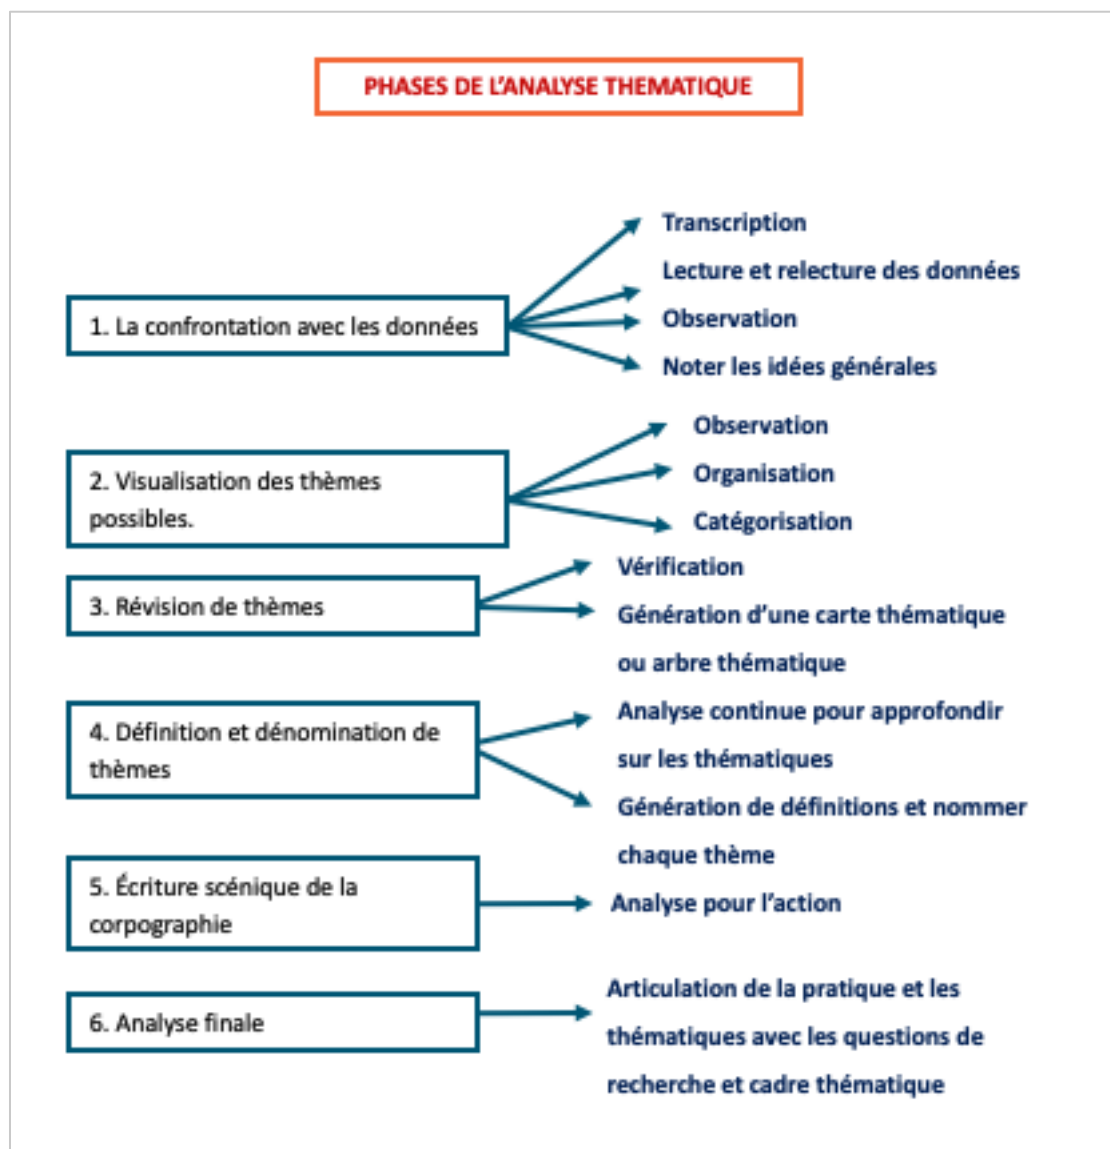 PHASES DE L'ANALYSE THEMATIQUE
1. La confrontation avec les données
Transcription
Lecture et relecture des données
Observation
Noter les idées générales
2. Visualisation des thèmes
possibles.
Observation
Organisation
Catégorisation
3. Révision de thèmes
Vérification
Génération d'une carte thématique
ou arbre thématique
4. Définition et dénomination de
thèmes
Analyse continue pour approfondir
sur les thématiques
Génération de définitions et nommer
chaque thème
5. Écriture scénique de la
corpographie
Analyse pour l'action
6. Analyse finale
Articulation de la pratique et les
thématiques avec les questions de
recherche et cadre thématique